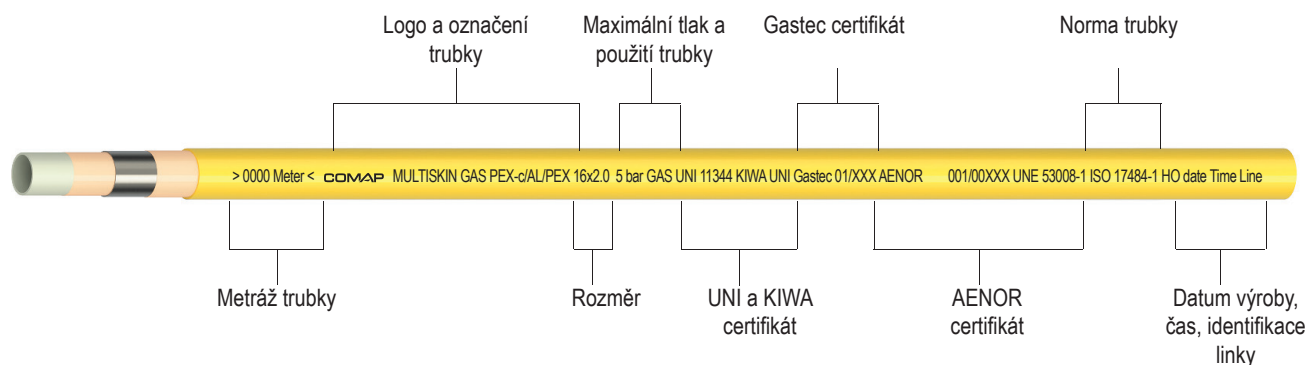 Logo a označení
trubky
Maximální tlak a
použití trubky
Gastec certifikát
Norma trubky
> 0000 Meter < COMAP MULTISKIN GAS PEX-c/AL/PEX 16x2.0 5 bar GAS UNI 11344 KIWA UNI Gastec 01/XXX AENOR 001/00XXX UNE 53008-1 ISO 17484-1 HO date Time Line
Metráž trubky
Rozměr
UNI a KIWA
certifikát
AENOR
certifikát
Datum výroby,
čas, identifikace
linky